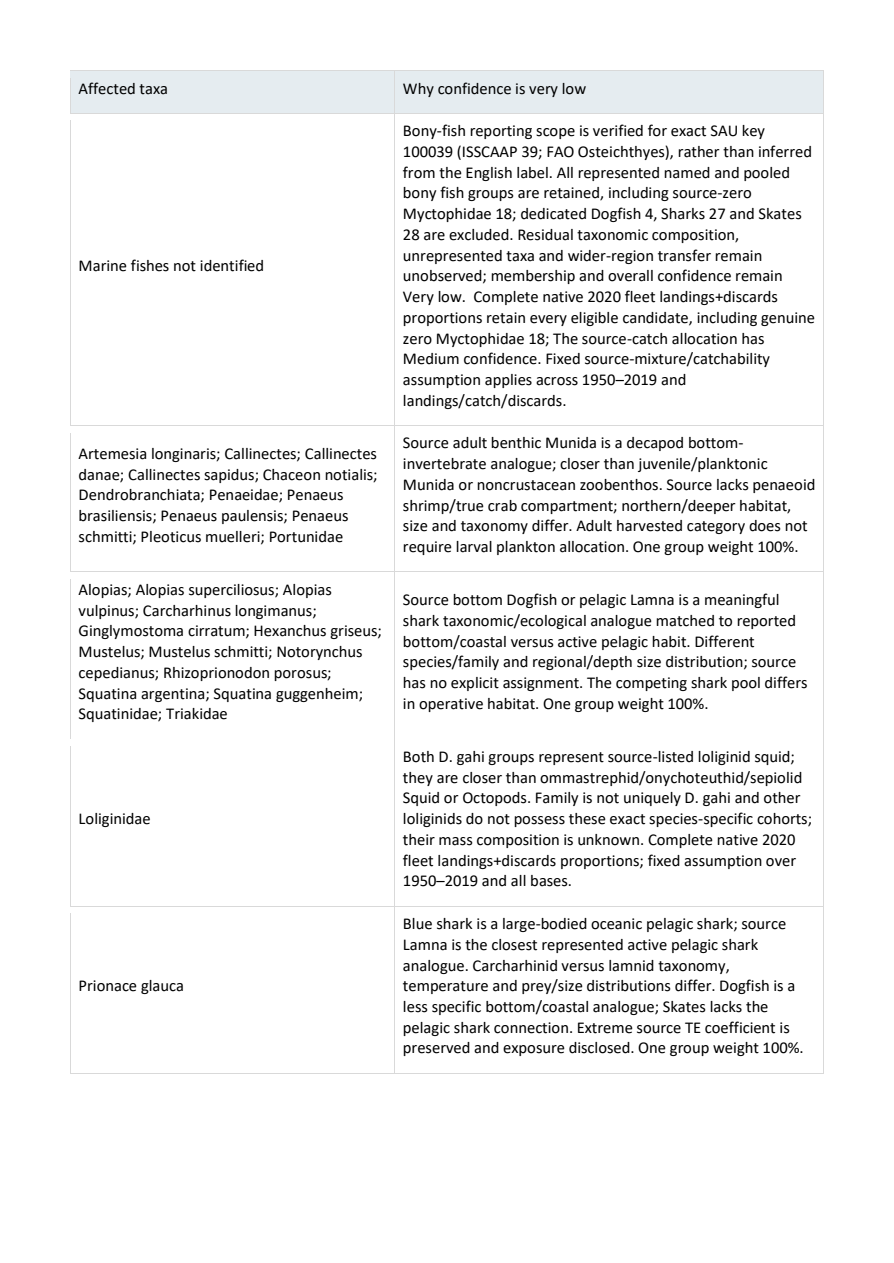 Affected taxa
Why confidence is very low
Marine fishes not identified
Bony-fish reporting scope is verified for exact SAU key
100039 (ISSCAAP 39; FAO Osteichthyes), rather than inferred
from the English label. All represented named and pooled
bony fish groups are retained, including source-zero
Myctophidae 18; dedicated Dogfish 4, Sharks 27 and Skates
28 are excluded. Residual taxonomic composition,
unrepresented taxa and wider-region transfer remain
unobserved; membership and overall confidence remain
Very low.  Complete native 2020 fleet landings+discards
proportions retain every eligible candidate, including genuine
zero Myctophidae 18; The source-catch allocation has
Medium confidence. Fixed source-mixture/catchability
assumption applies across 1950–2019 and
landings/catch/discards.
Artemesia longinaris; Callinectes; Callinectes
danae; Callinectes sapidus; Chaceon notialis;
Dendrobranchiata; Penaeidae; Penaeus
brasiliensis; Penaeus paulensis; Penaeus
schmitti; Pleoticus muelleri; Portunidae
Source adult benthic Munida is a decapod bottom-
invertebrate analogue; closer than juvenile/planktonic
Munida or noncrustacean zoobenthos. Source lacks penaeoid
shrimp/true crab compartment; northern/deeper habitat,
size and taxonomy differ. Adult harvested category does not
require larval plankton allocation. One group weight 100%.
Alopias; Alopias superciliosus; Alopias
vulpinus; Carcharhinus longimanus;
Ginglymostoma cirratum; Hexanchus griseus;
Mustelus; Mustelus schmitti; Notorynchus
cepedianus; Rhizoprionodon porosus;
Squatina argentina; Squatina guggenheim;
Squatinidae; Triakidae
Source bottom Dogfish or pelagic Lamna is a meaningful
shark taxonomic/ecological analogue matched to reported
bottom/coastal versus active pelagic habit. Different
species/family and regional/depth size distribution; source
has no explicit assignment. The competing shark pool differs
in operative habitat. One group weight 100%.
Loliginidae
Both D. gahi groups represent source-listed loliginid squid;
they are closer than ommastrephid/onychoteuthid/sepiolid
Squid or Octopods. Family is not uniquely D. gahi and other
loliginids do not possess these exact species-specific cohorts;
their mass composition is unknown. Complete native 2020
fleet landings+discards proportions; fixed assumption over
1950–2019 and all bases.
Prionace glauca
Blue shark is a large-bodied oceanic pelagic shark; source
Lamna is the closest represented active pelagic shark
analogue. Carcharhinid versus lamnid taxonomy,
temperature and prey/size distributions differ. Dogfish is a
less specific bottom/coastal analogue; Skates lacks the
pelagic shark connection. Extreme source TE coefficient is
preserved and exposure disclosed. One group weight 100%.